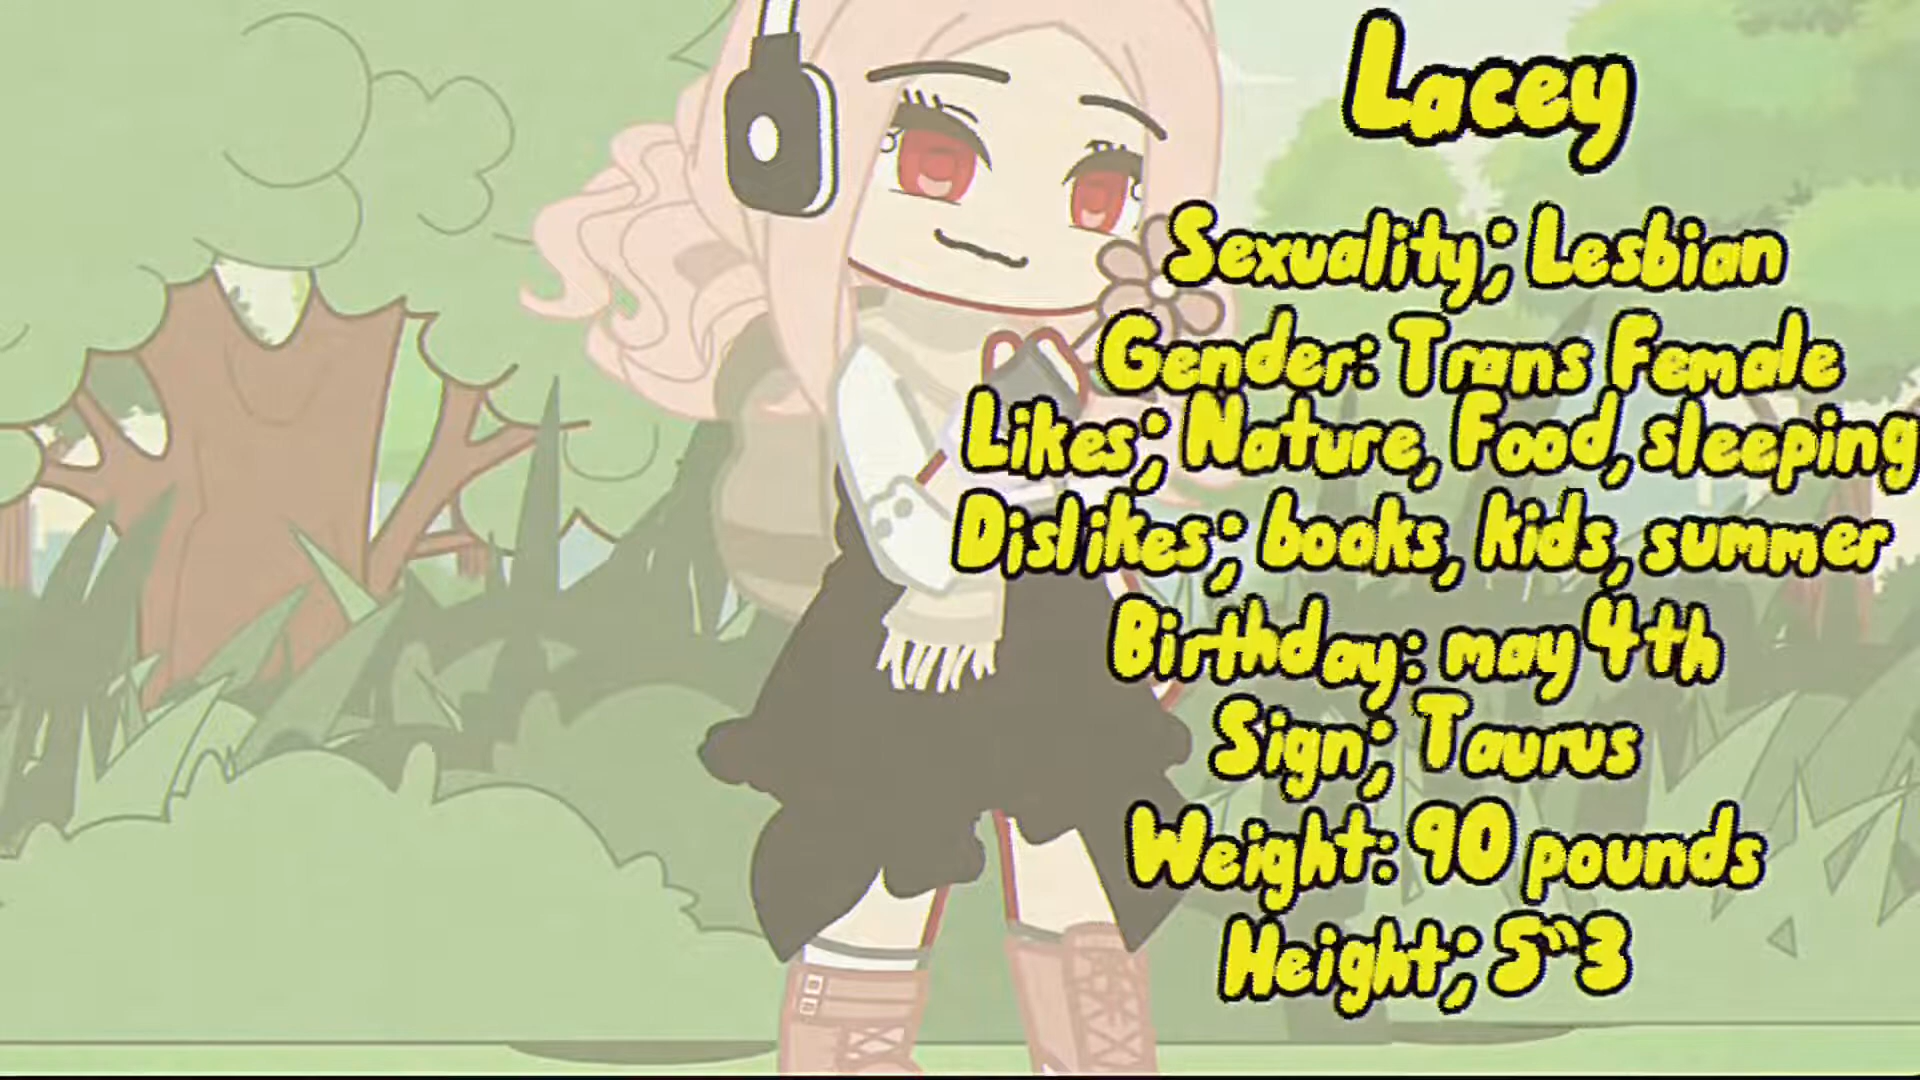 Lacey
Sexuality; Lesbian
Gender: Trans Female
Likes; Nature, Food, sleeping
Dislikes; books, kids, summer
Birthday: may 4th
Sign; Taurus
Weight: 90 pounds
Height; 5"3